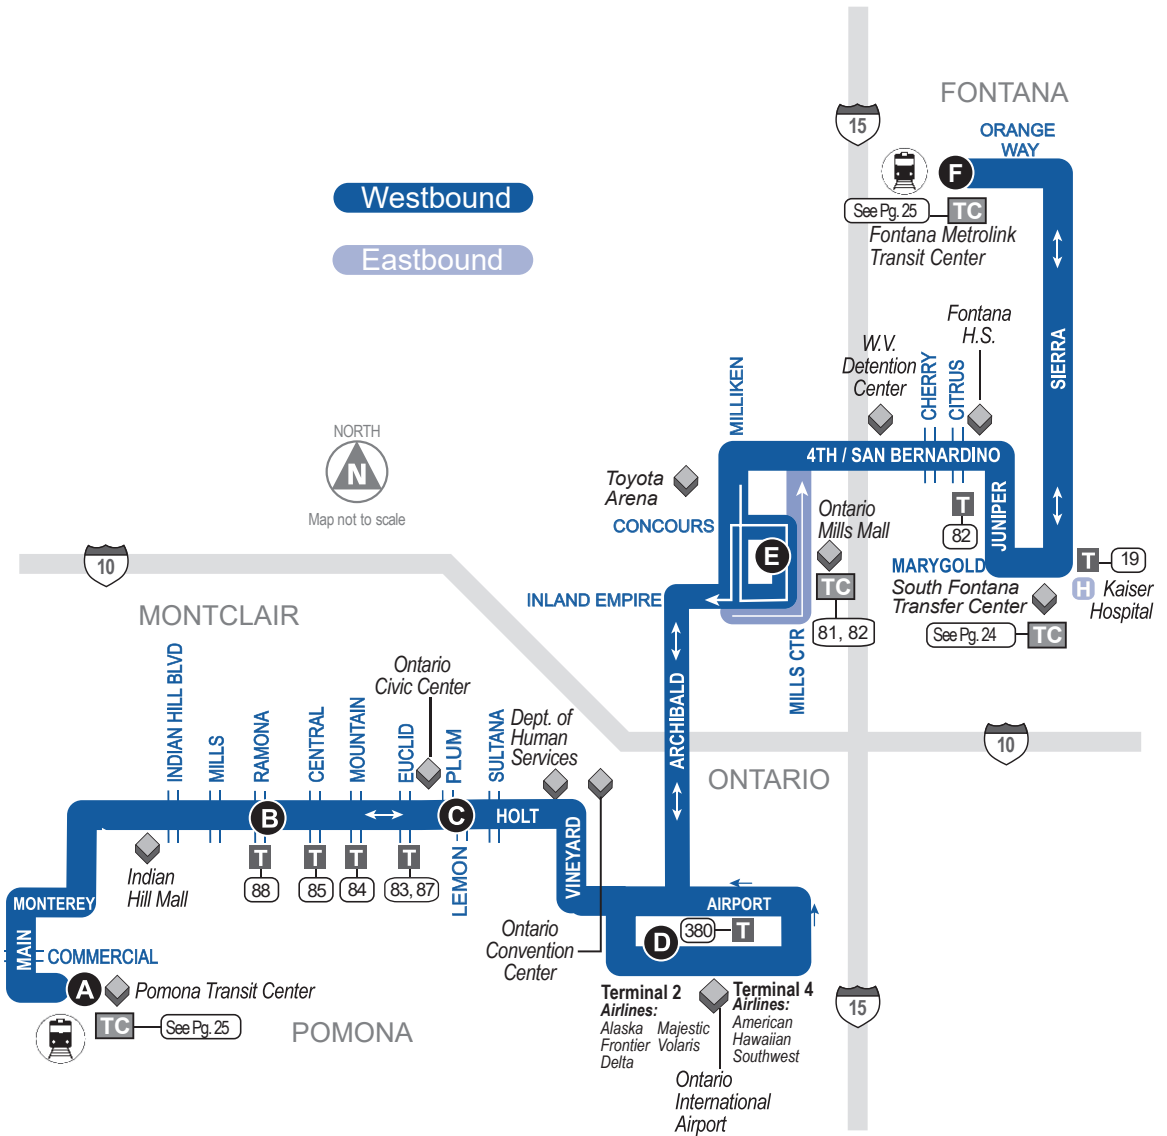 FONTANA
15
ORANGE
WAY
F
See Pg. 25
TC
Fontana Metrolink
Transit Center
Westbound
Eastbound
Fontana
H.S.
W.V.
Detention
Center
CHERRY
CITRUS
SIERRA
MILLIKEN
4TH / SAN BERNARDINO
NORTH
N
Map not to scale
Toyota
Arena
CONCOURS
Ontario
Mills Mall
T
82
JUNIPER
E
TC
81, 82
MARYGOLD
South Fontana
Transfer Center
See Pg. 24
TC
T
19
H
Kaiser
Hospital
10
INLAND EMPIRE
MILLS CTR
ARCHIBALD
MONTCLAIR
10
ONTARIO
Ontario
Civic Center
Dept. of
Human
Services
INDIAN HILL BLVD
MILLS
RAMONA
CENTRAL
MOUNTAIN
EUCLID
PLUM
SULTANA
B
C
HOLT
LEMON
VINEYARD
T
88
T
85
T
84
T
83, 87
Indian
Hill Mall
MONTEREY
MAIN
COMMERCIAL
A
Pomona Transit Center
TC
See Pg. 25
POMONA
Ontario
Convention
Center
AIRPORT
380
T
D
Terminal 2
Airlines:
Alaska Majestic
Frontier Volaris
Delta
Terminal 4
Airlines:
American
Hawaiian
Southwest
Ontario
International
Airport
15